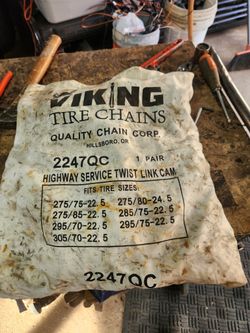 VIKING
TIRE CHAINS
QUALITY CHAIN CORP.
HILLSBORO, OR
2247QC 1 PAIR
HIGHWAY SERVICE TWIST LINK CAM
FITS TIRE SIZES:
275/75-22.5 275/80-24.5
275/85-22.5 285/75-22.5
295/70-22.5 295/75-22.5
305/70-22.5
2247QC